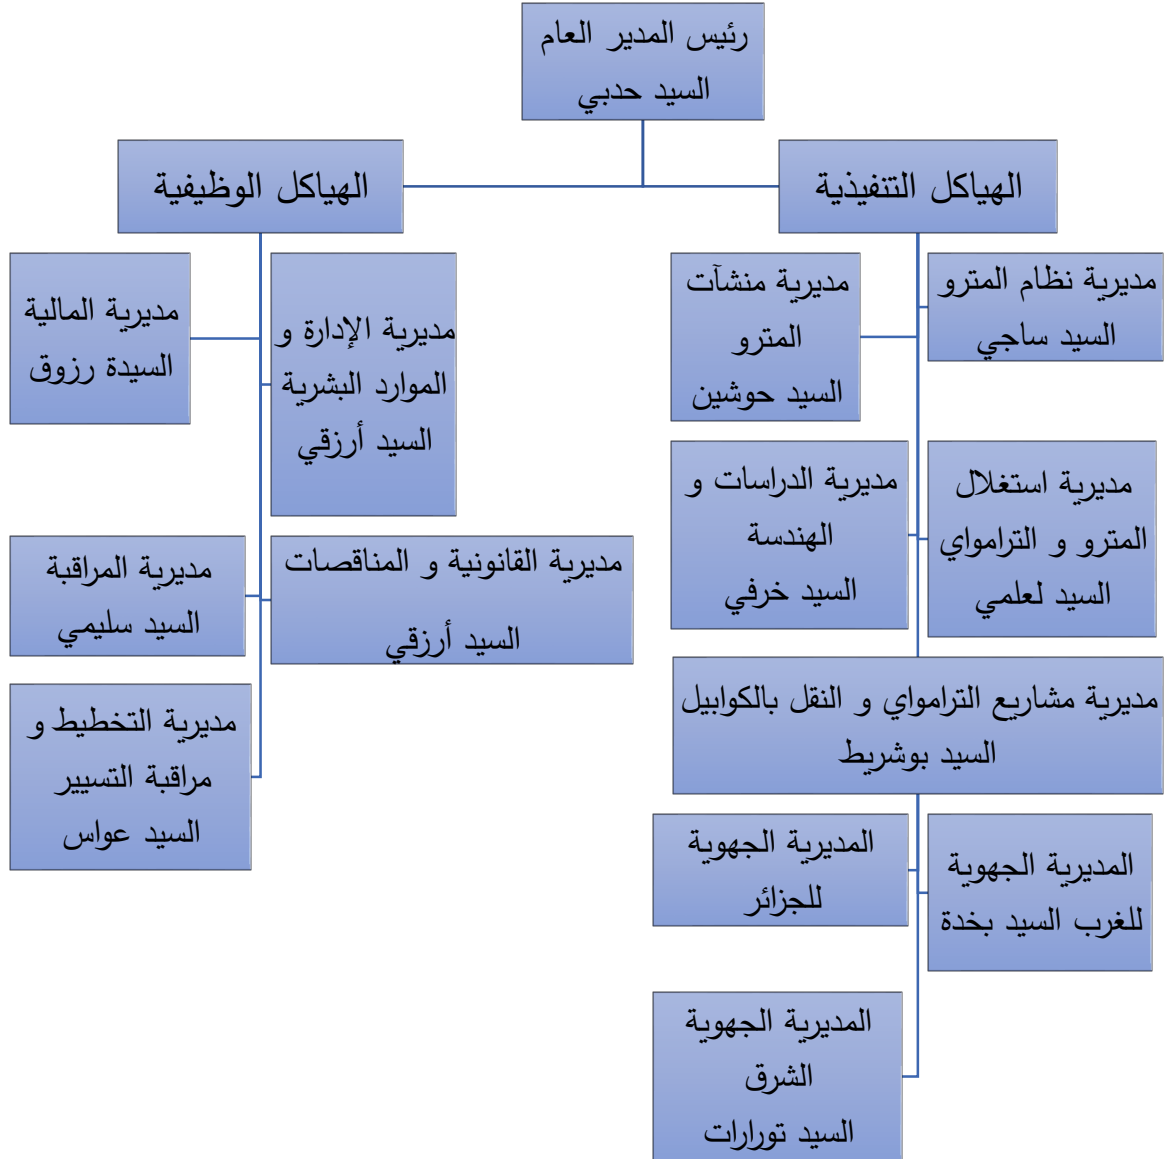 رئيس المدير العام
السيد حدبي
الهياكل التنفيذية
الهياكل الوظيفية
مديرية نظام المترو
السيد ساجي
مديرية منشآت
المترو
السيد حوشين
مديرية استغلال
المترو و الترامواي
السيد لعلمي
مديرية الدراسات و
الهندسة
السيد خرفي
مديرية مشاريع الترامواي و النقل بالكوابيل
السيد بوشريط
المديرية الجهوية
للغرب السيد بخدة
المديرية الجهوية
للجزائر
المديرية الجهوية
الشرق
السيد تورارات
مديرية الإدارة و
الموارد البشرية
السيد أرزقي
مديرية المالية
السيدة رزوق
مديرية القانونية و المناقصات
السيد أرزقي
مديرية المراقبة
السيد سليمي
مديرية التخطيط و
مراقبة التسيير
السيد عواس